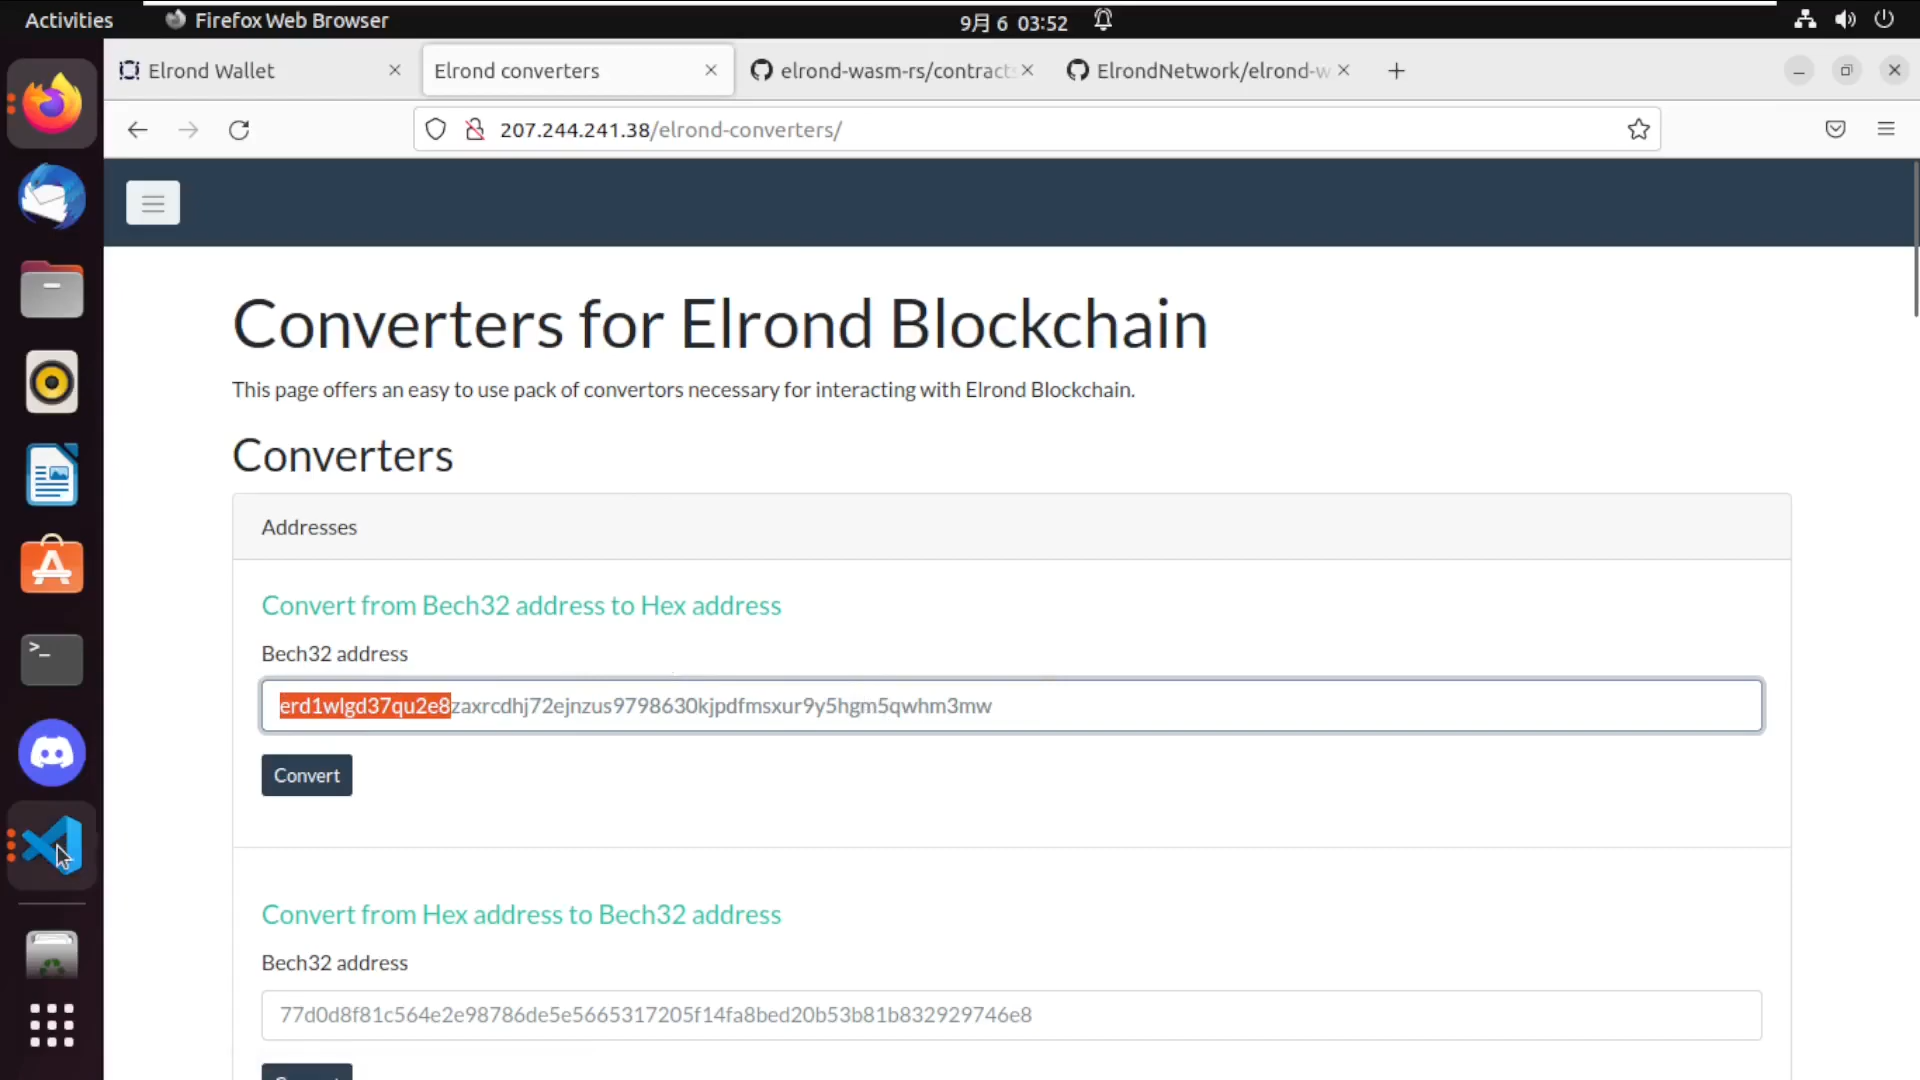 Activities
Firefox Web Browser
9月 6 03:52
Elrond Wallet
Elrond converters
elrond-wasm-rs/contracts
ElrondNetwork/elrond-w
207.244.241.38/elrond-converters/
Converters for Elrond Blockchain
This page offers an easy to use pack of convertors necessary for interacting with Elrond Blockchain.
Converters
Addresses
Convert from Bech32 address to Hex address
Bech32 address
erd1wlgd37qu2e8zaxrcdhj72ejnzus9798630kjpdfmsxur9y5hgm5qwhm3mw
Convert
Convert from Hex address to Bech32 address
Bech32 address
77d0d8f81c564e2e98786de5e5665317205f14fa8bed20b53b81b832929746e8